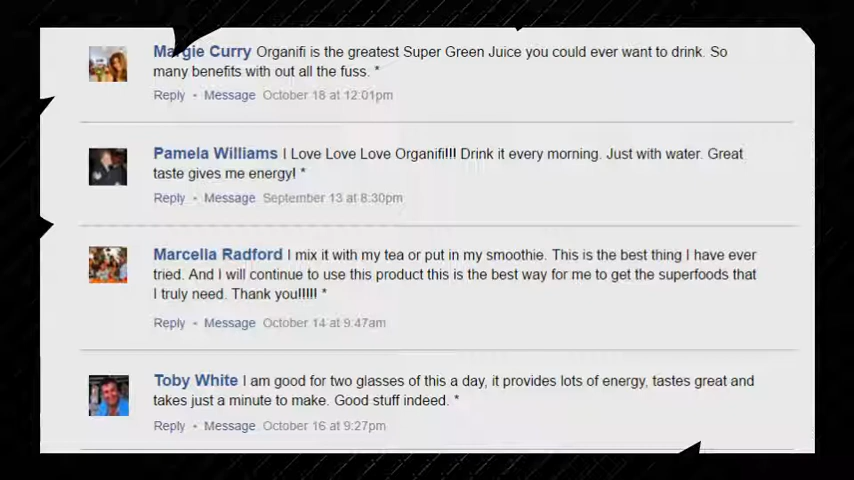 Margie Curry Organifi is the greatest Super Green Juice you could ever want to drink. So
many benefits with out all the fuss. *
Reply • Message October 18 at 12:01pm
Pamela Williams I Love Love Love Organifi!!! Drink it every morning. Just with water. Great
taste gives me energy! *
Reply • Message September 13 at 8:30pm
Marcella Radford I mix it with my tea or put in my smoothie. This is the best thing I have ever
tried. And I will continue to use this product this is the best way for me to get the superfoods that
I truly need. Thank you!!!!! *
Reply • Message October 14 at 9:47am
Toby White I am good for two glasses of this a day, it provides lots of energy, tastes great and
takes just a minute to make. Good stuff indeed. *
Reply • Message October 16 at 9:27pm